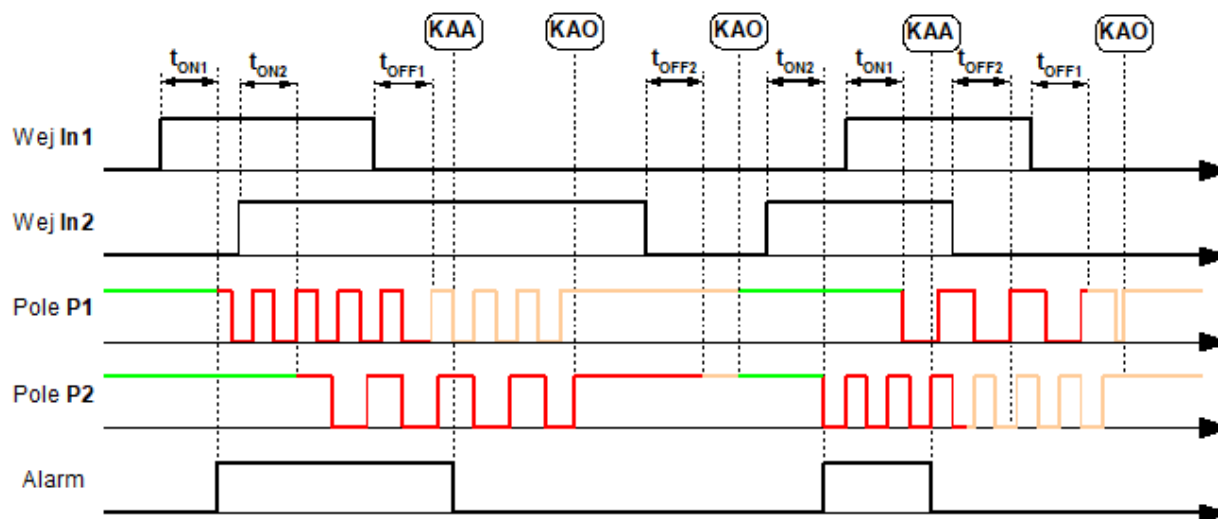 KAA KAO KAO KAA KAO
tON1 tON2 tOFF1 tOFF2 tON2 tON1 tOFF2 tOFF1
Wej In1
Wej In2
Pole P1
Pole P2
Alarm